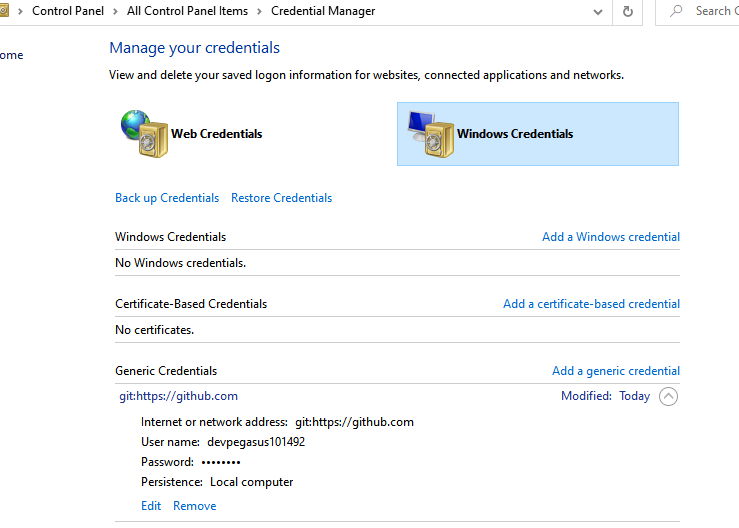 Control Panel > All Control Panel Items > Credential Manager
Search C
ome
Manage your credentials
View and delete your saved logon information for websites, connected applications and networks.
Web Credentials
Windows Credentials
Back up Credentials Restore Credentials
Windows Credentials Add a Windows credential
No Windows credentials.
Certificate-Based Credentials Add a certificate-based credential
No certificates.
Generic Credentials Add a generic credential
git:https://github.com Modified: Today
Internet or network address: git:https://github.com
User name: devpegasus101492
Password: ••••••••
Persistence: Local computer
Edit Remove